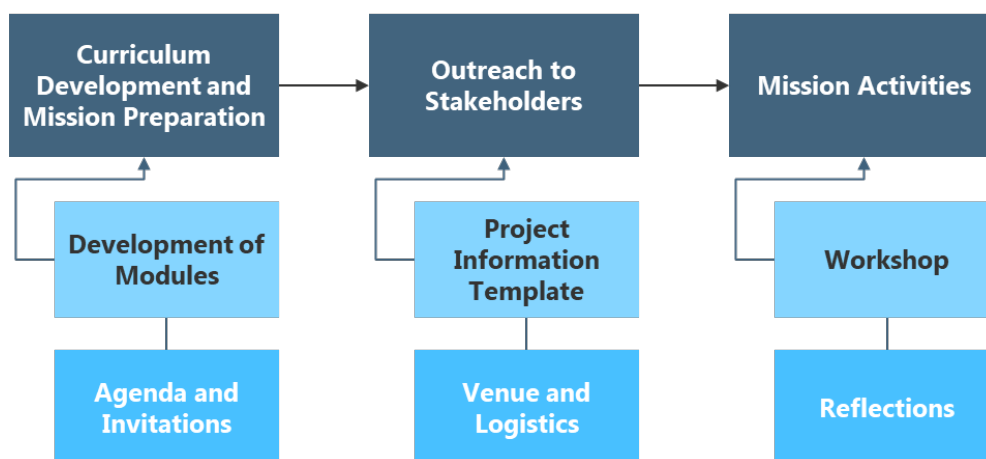 Curriculum
Development and
Mission Preparation
Outreach to
Stakeholders
Mission Activities
Development of
Modules
Project
Information
Template
Workshop
Agenda and
Invitations
Venue and
Logistics
Reflections